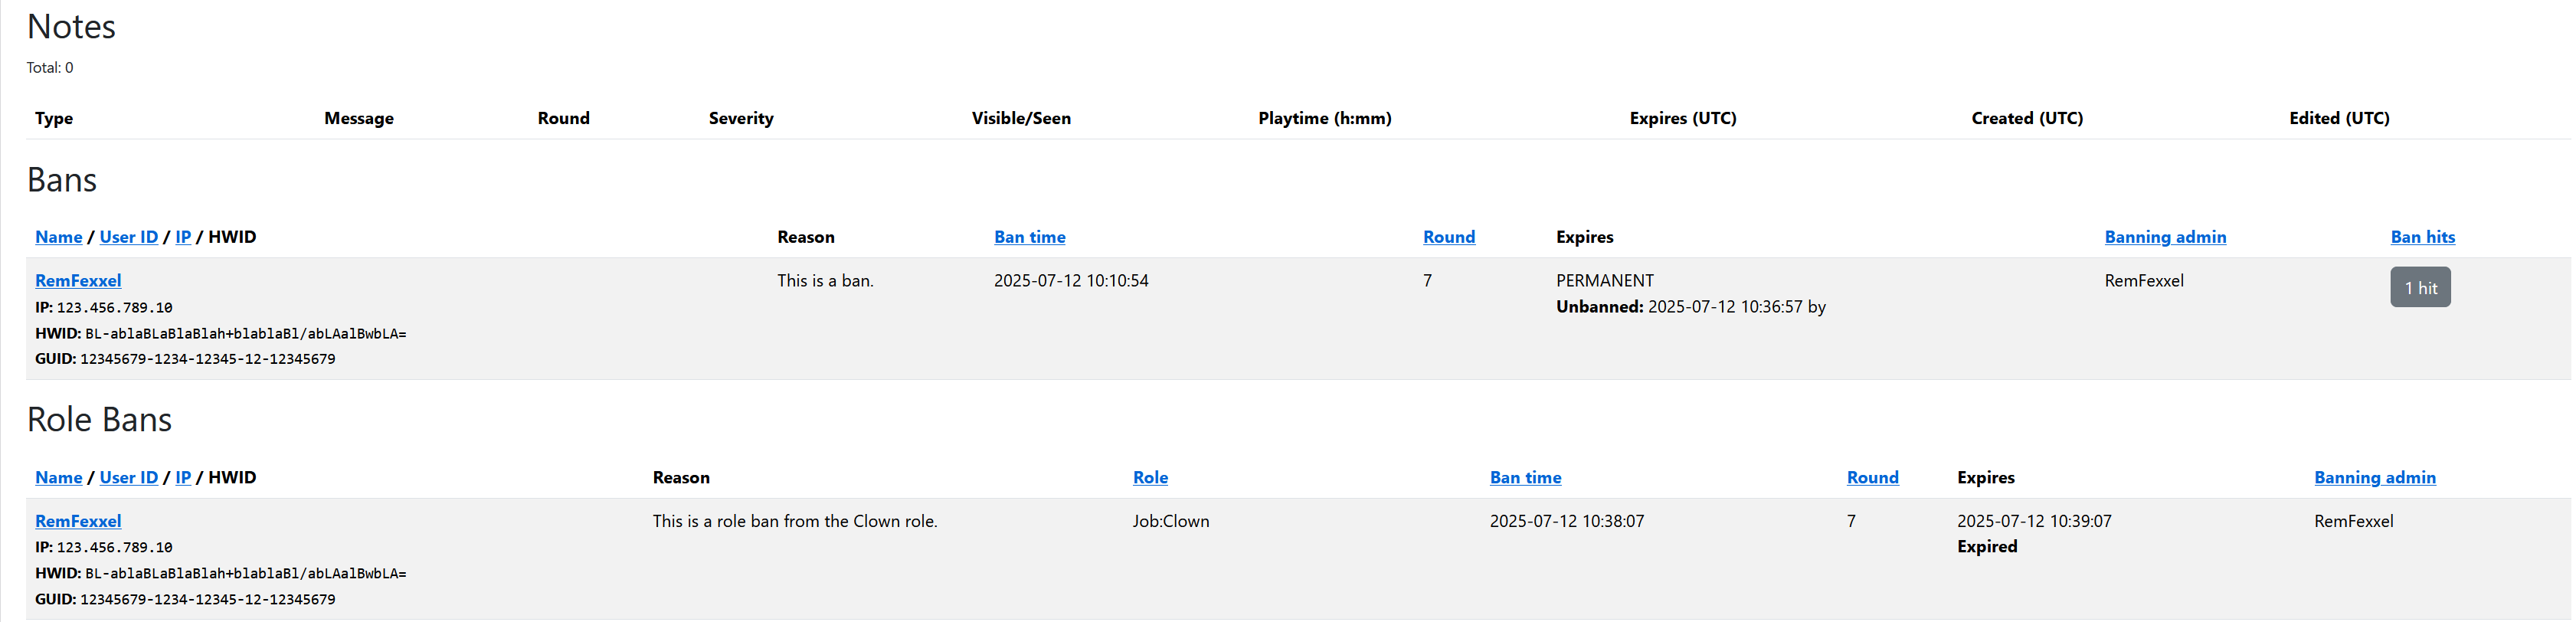 Notes
Total: 0
Type Message Round Severity Visible/Seen Playtime (h:mm) Expires (UTC) Created (UTC) Edited (UTC)
Bans
Name / User ID / IP / HWID Reason Ban time Round Expires Banning admin Ban hits
RemFexxel This is a ban. 2025-07-12 10:10:54 7 PERMANENT RemFexxel 1 hit
IP: 123.456.789.10 Unbanned: 2025-07-12 10:36:57 by
HWID: BL-ablaBLaBlaBlah+blablaBl/abLAalBwbLA=
GUID: 12345679-1234-12345-12-12345679
Role Bans
Name / User ID / IP / HWID Reason Role Ban time Round Expires Banning admin
RemFexxel This is a role ban from the Clown role. Job:Clown 2025-07-12 10:38:07 7 2025-07-12 10:39:07 RemFexxel
IP: 123.456.789.10 Expired
HWID: BL-ablaBLaBlaBlah+blablaBl/abLAalBwbLA=
GUID: 12345679-1234-12345-12-12345679